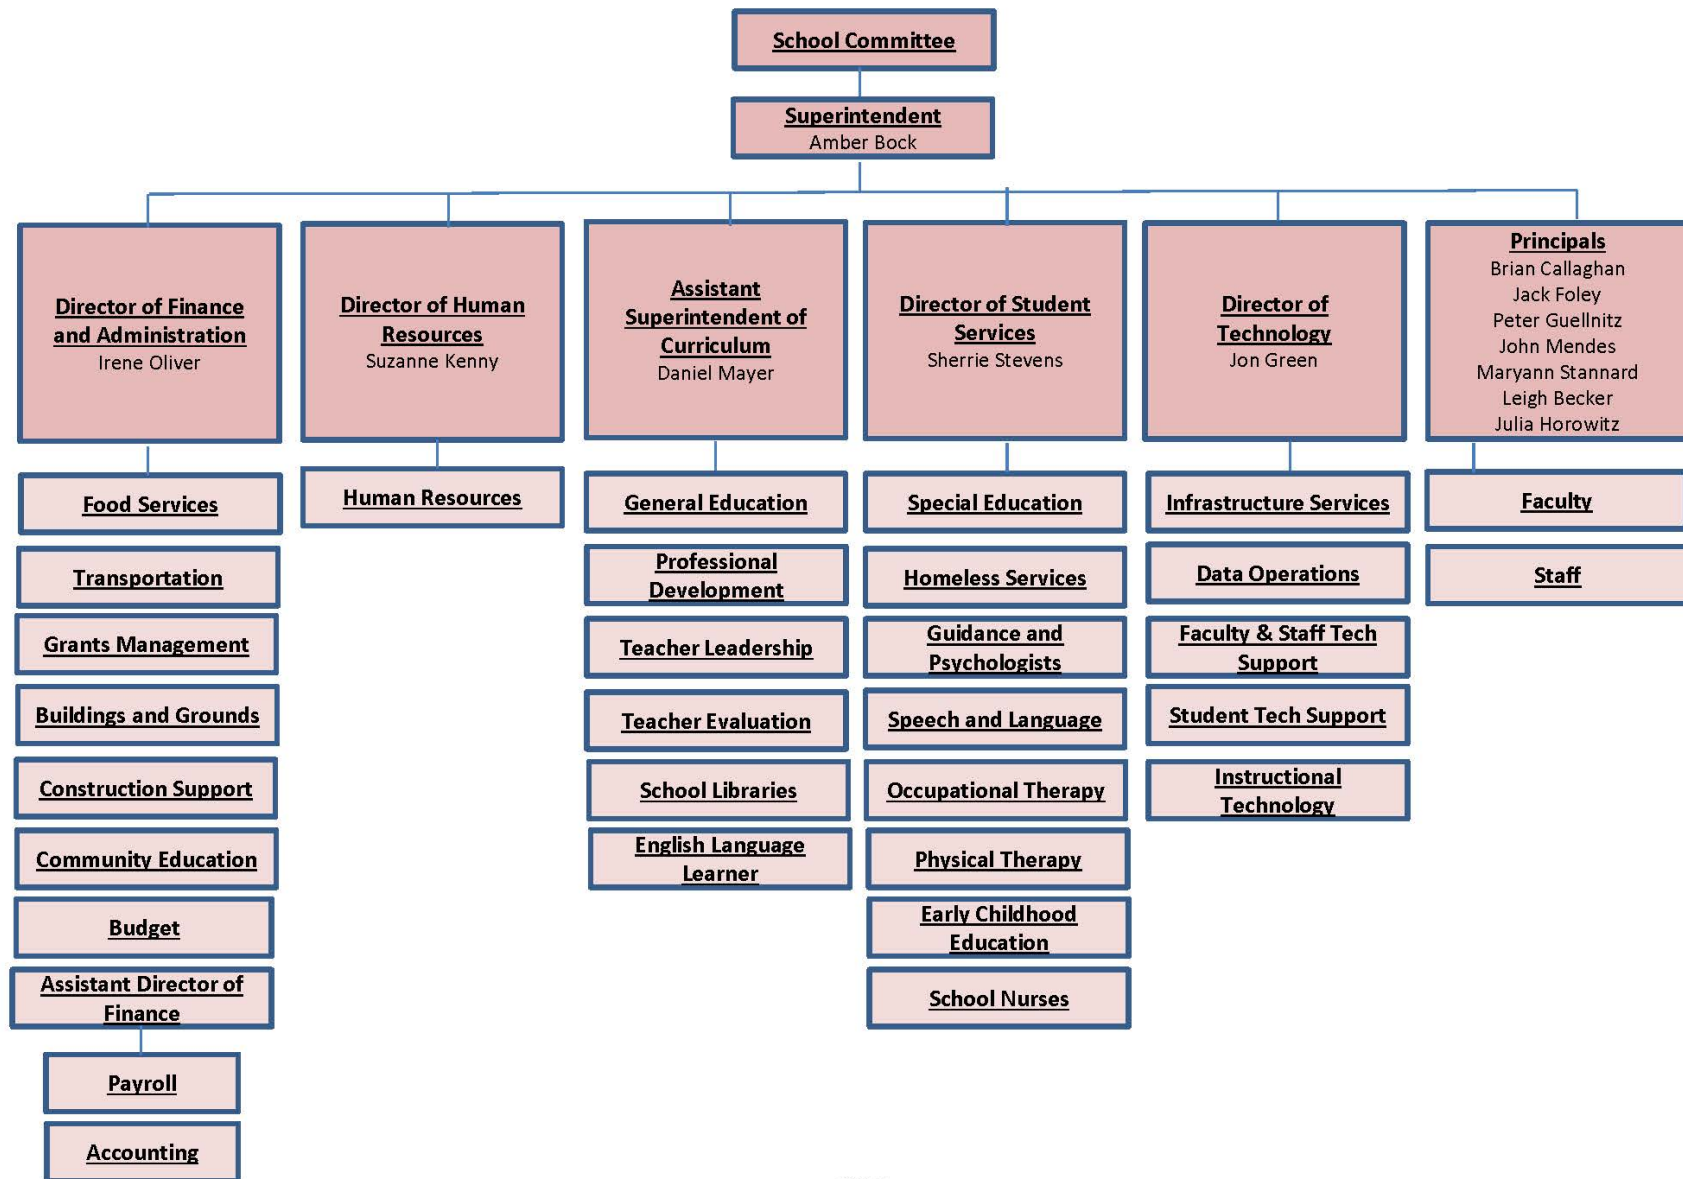 School Committee
Superintendent
Amber Bock
Director of Finance
and Administration
Irene Oliver
Director of Human
Resources
Suzanne Kenny
Assistant
Superintendent of
Curriculum
Daniel Mayer
Director of Student
Services
Sherrie Stevens
Director of
Technology
Jon Green
Principals
Brian Callaghan
Jack Foley
Peter Guellnitz
John Mendes
Maryann Stannard
Leigh Becker
Julia Horowitz
Food Services
Transportation
Grants Management
Buildings and Grounds
Construction Support
Community Education
Budget
Assistant Director of
Finance
Payroll
Accounting
Human Resources
General Education
Professional
Development
Teacher Leadership
Teacher Evaluation
School Libraries
English Language
Learner
Special Education
Homeless Services
Guidance and
Psychologists
Speech and Language
Occupational Therapy
Physical Therapy
Early Childhood
Education
School Nurses
Infrastructure Services
Data Operations
Faculty & Staff Tech
Support
Student Tech Support
Instructional
Technology
Faculty
Staff